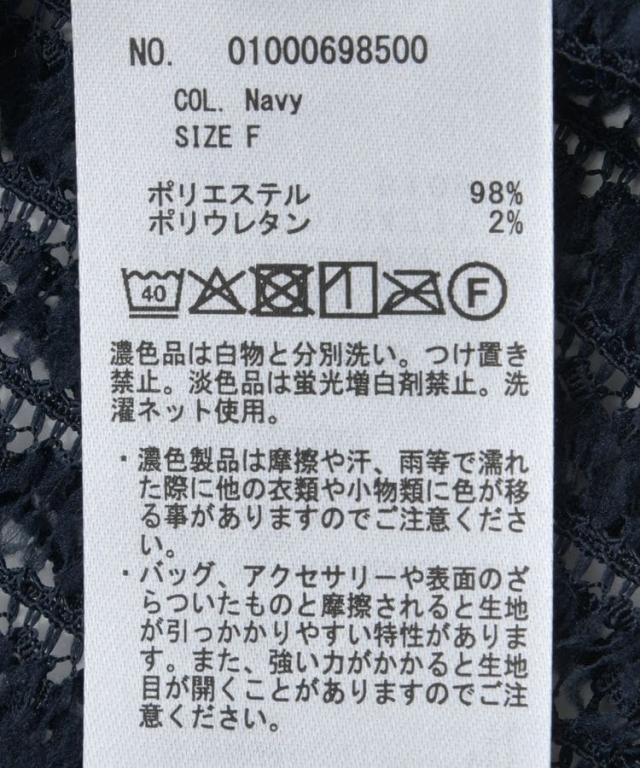 NO. 01000698500
COL. Navy
SIZE F
ポリエステル 98%
ポリウレタン 2%
40 F
濃色品は白物と分別洗い。つけ置き
禁止。淡色品は蛍光増白剤禁止。洗
濯ネット使用。
・濃色製品は摩擦や汗、雨等で濡れ
た際に他の衣類や小物類に色が移
る事がありますのでご注意くださ
い。
・バッグ、アクセサリーや表面のざ
らついたものと摩擦されると生地
が引っかかりやすい特性がありま
す。また、強い力がかかると生地
目が開くことがありますのでご注
意ください。